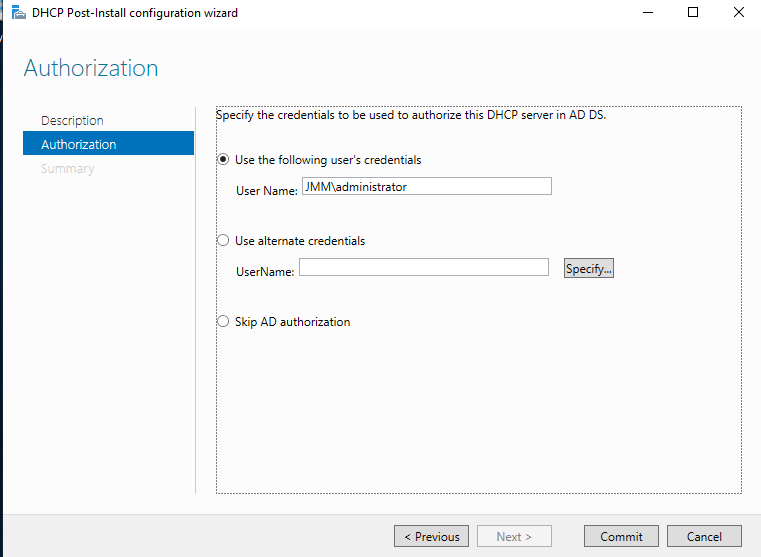 DHCP Post-Install configuration wizard
Authorization
Description
Authorization
Summary
Specify the credentials to be used to authorize this DHCP server in AD DS.
Use the following user's credentials
User Name: JMM\administrator
Use alternate credentials
UserName:
Specify...
Skip AD authorization
< Previous
Next >
Commit
Cancel